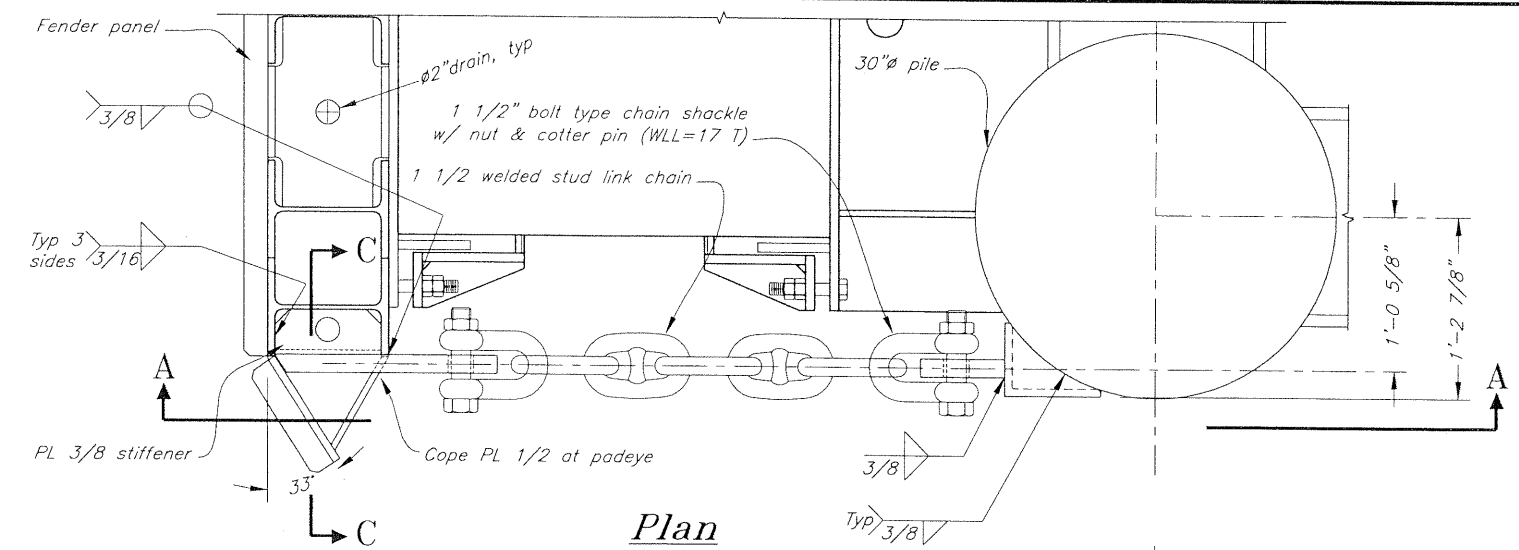 Fender panel
ø2"drain, typ
30"ø pile
3/8
1 1/2" bolt type chain shackle
w/ nut & cotter pin (WLL=17 T)
1 1/2 welded stud link chain
Typ 3
sides
3/16
C
1'-0 5/8"
1'-2 7/8"
A
A
PL 3/8 stiffener
Cope PL 1/2 at padeye
3/8
33°
C
Plan
Typ
3/8